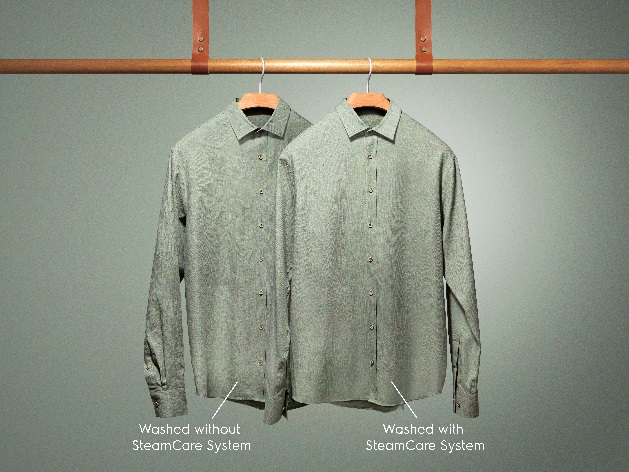 Washed without
SteamCare System
Washed with
SteamCare System